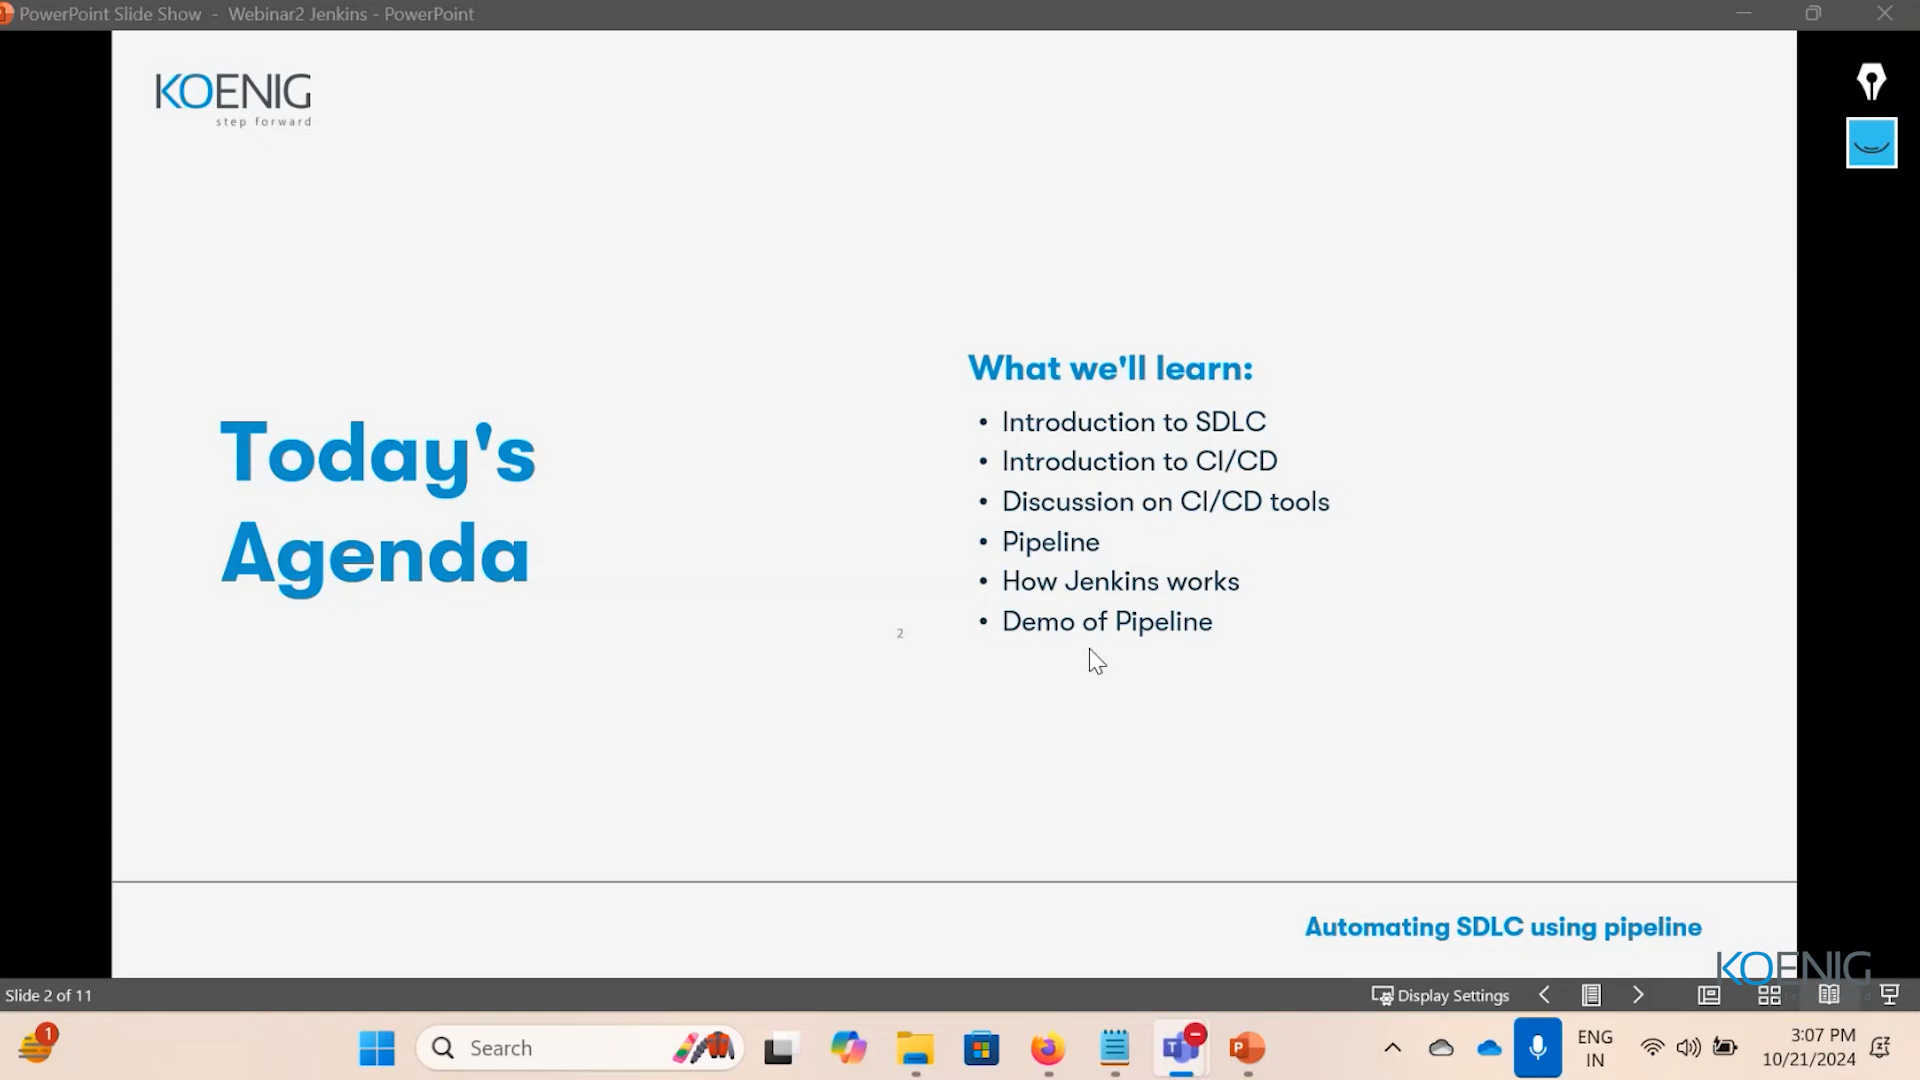 PowerPoint Slide Show - Webinar2 Jenkins - PowerPoint
KOENIG
step forward
Today's
Agenda
What we'll learn:
• Introduction to SDLC
• Introduction to CI/CD
• Discussion on CI/CD tools
• Pipeline
• How Jenkins works
• Demo of Pipeline
2
Automating SDLC using pipeline
KOENIG
Slide 2 of 11
Display Settings
1
Search
ENG
IN
3:07 PM
10/21/2024